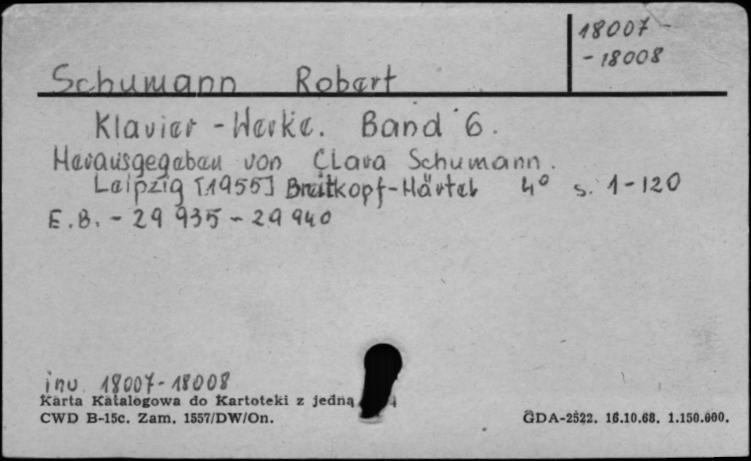 18007 -
- 18008
Schumann Robert
Klavier - Werke. Band 6.
Herausgegeben von Clara Schumann.
Leipzig [1955] Breitkopf-Härtel 4° s. 1-120
E.B. - 29 935 - 29 940
inv. 18007-18008
Karta Katalogowa do Kartoteki z jedną
CWD B-15c. Zam. 1557/DW/On.
GDA-2522. 16.10.68. 1.150.000.